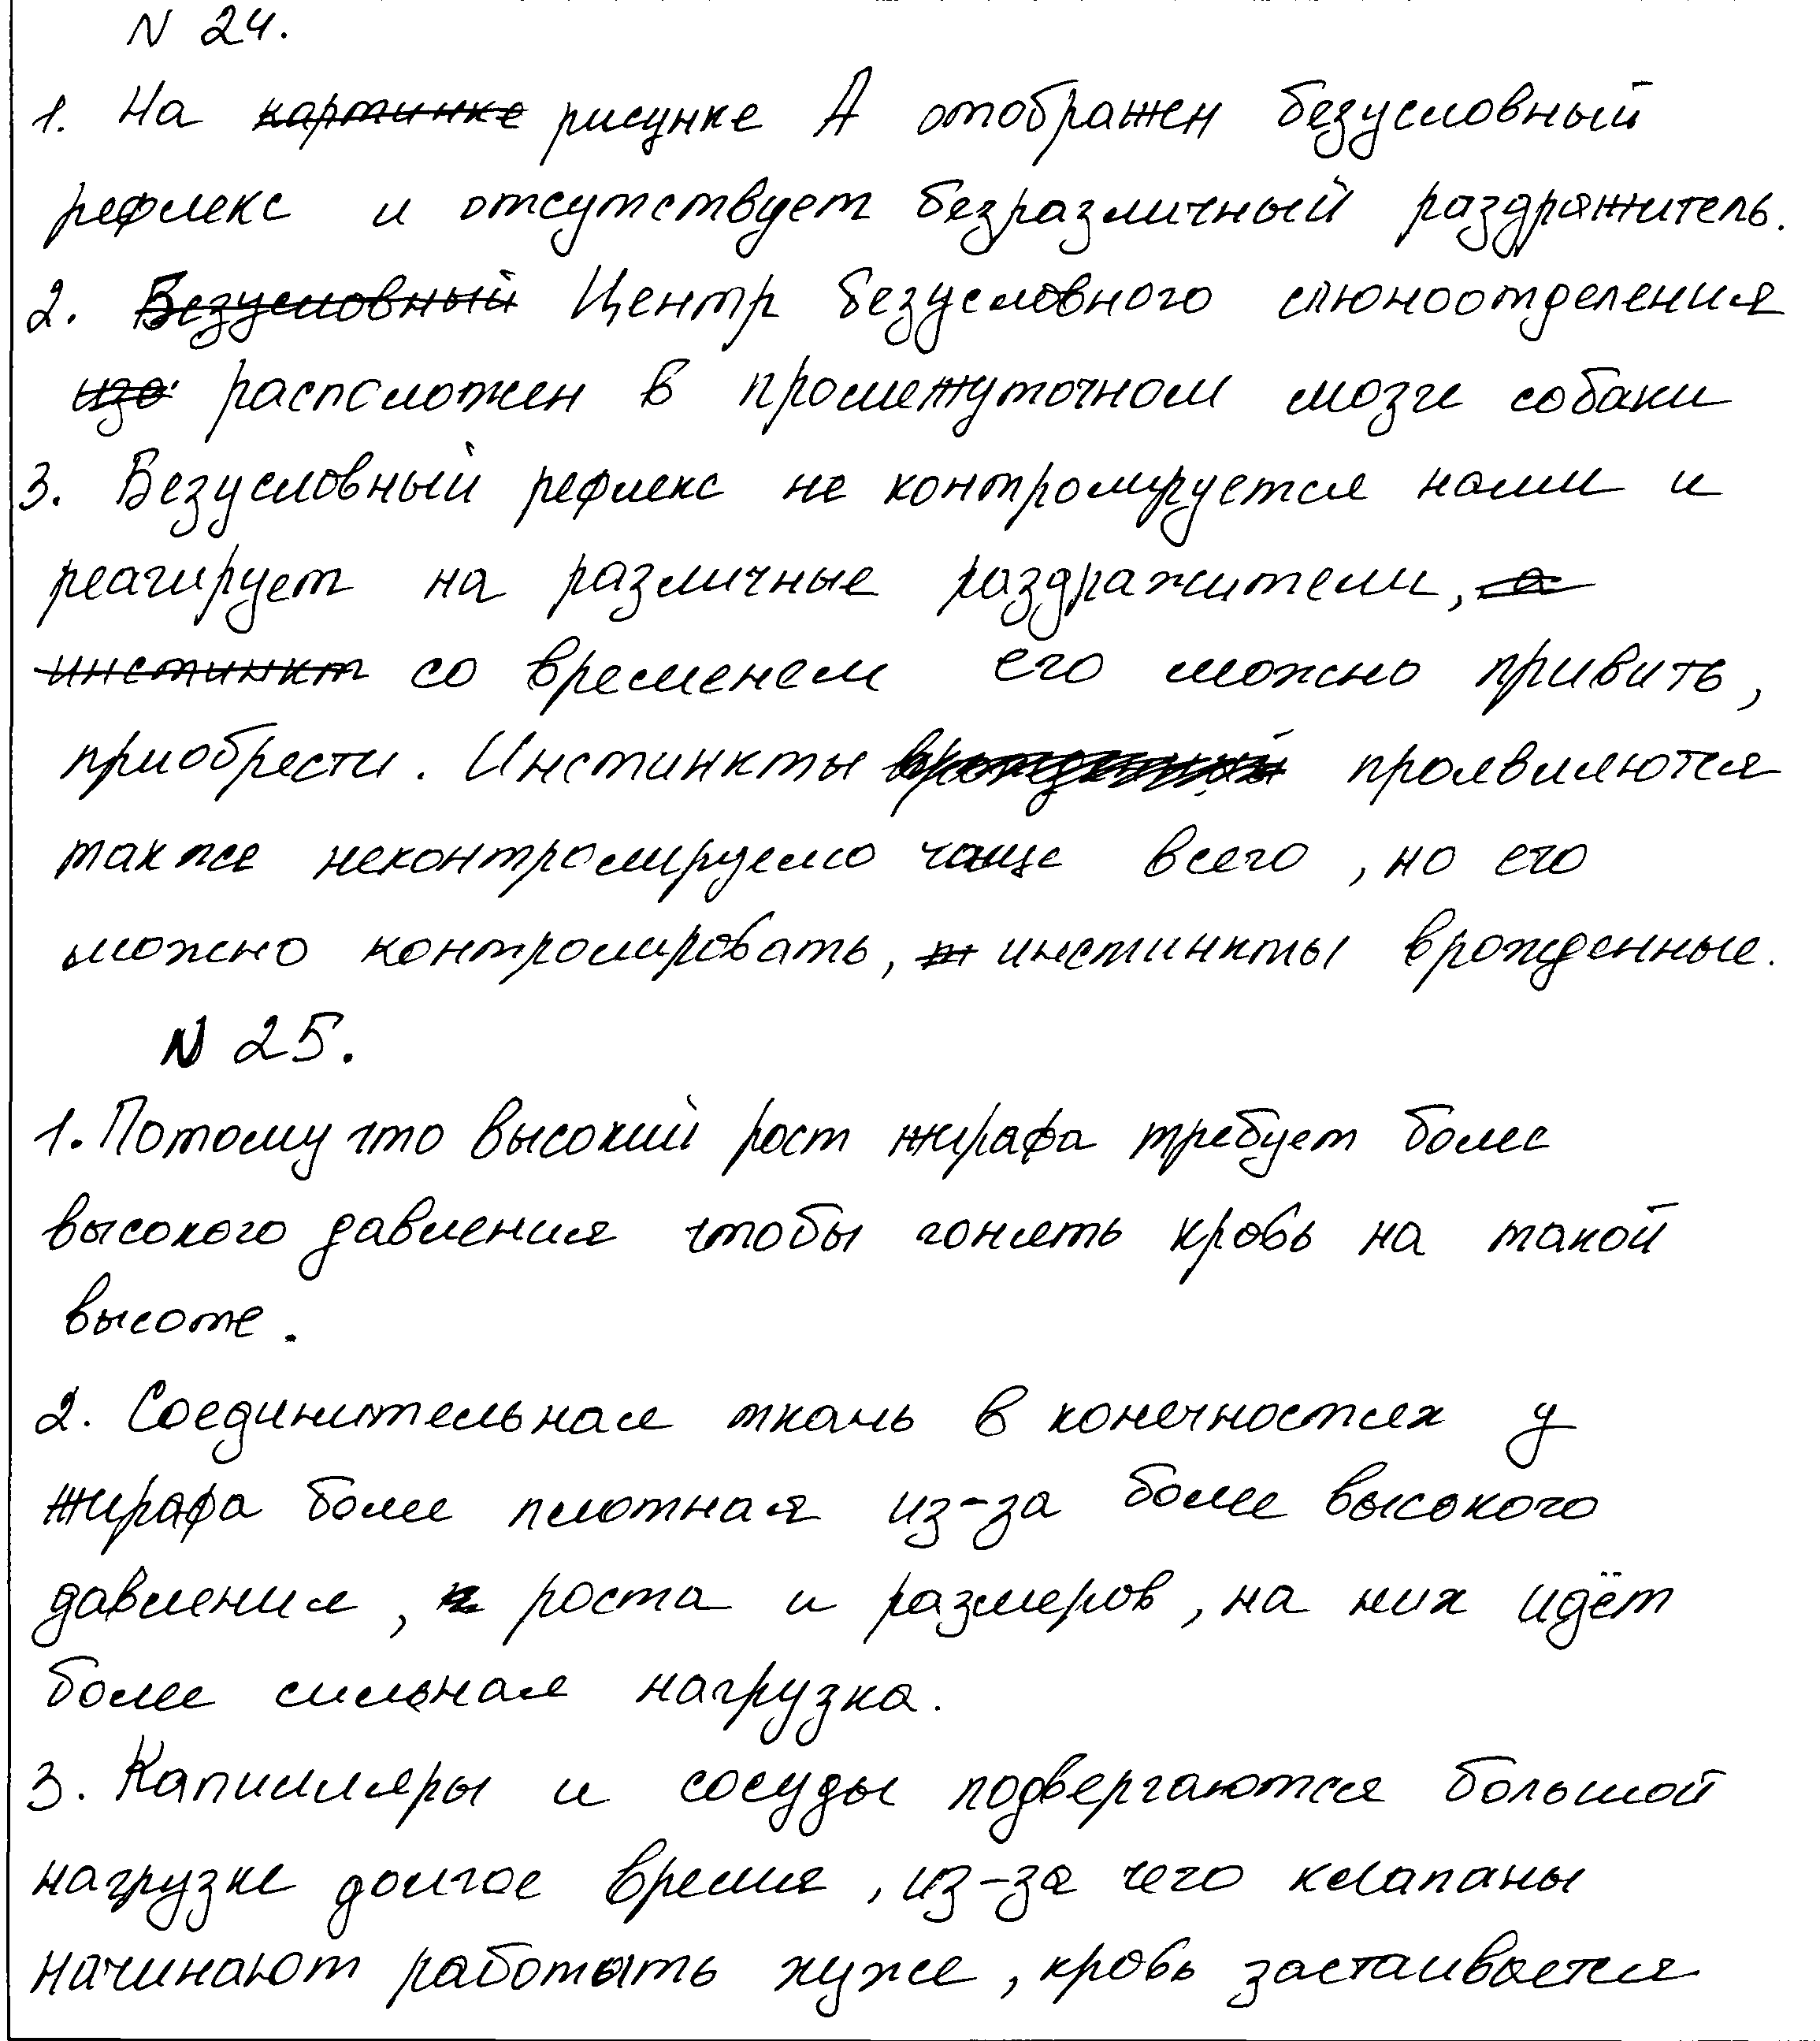 N 24.
1. На картинке рисунке А отображен безусловный
рефлекс и отсутствует безразличный раздражитель.
2. Безусловный Центр безусловного слюноотделения
расположен в промежуточном мозге собаки
3. Безусловный рефлекс не контролируется нами и
реагирует на различные раздражители, а
инстинкт со временем его можно привить,
приобрести. Инстинкты врожденный проявляются
также неконтролируемо чаще всего, но его
можно контролировать, инстинкты врожденные.
N 25.
1. Потому что высокий рост жирафа требует более
высокого давления чтобы гонять кровь на такой
высоте.
2. Соединительная ткань в конечностях у
жирафа более плотная из-за более высокого
давления, роста и размеров, на них идёт
более сильная нагрузка.
3. Капилляры и сосуды подвергаются большой
нагрузке долгое время, из-за чего клапаны
начинают работать хуже, кровь застаивается